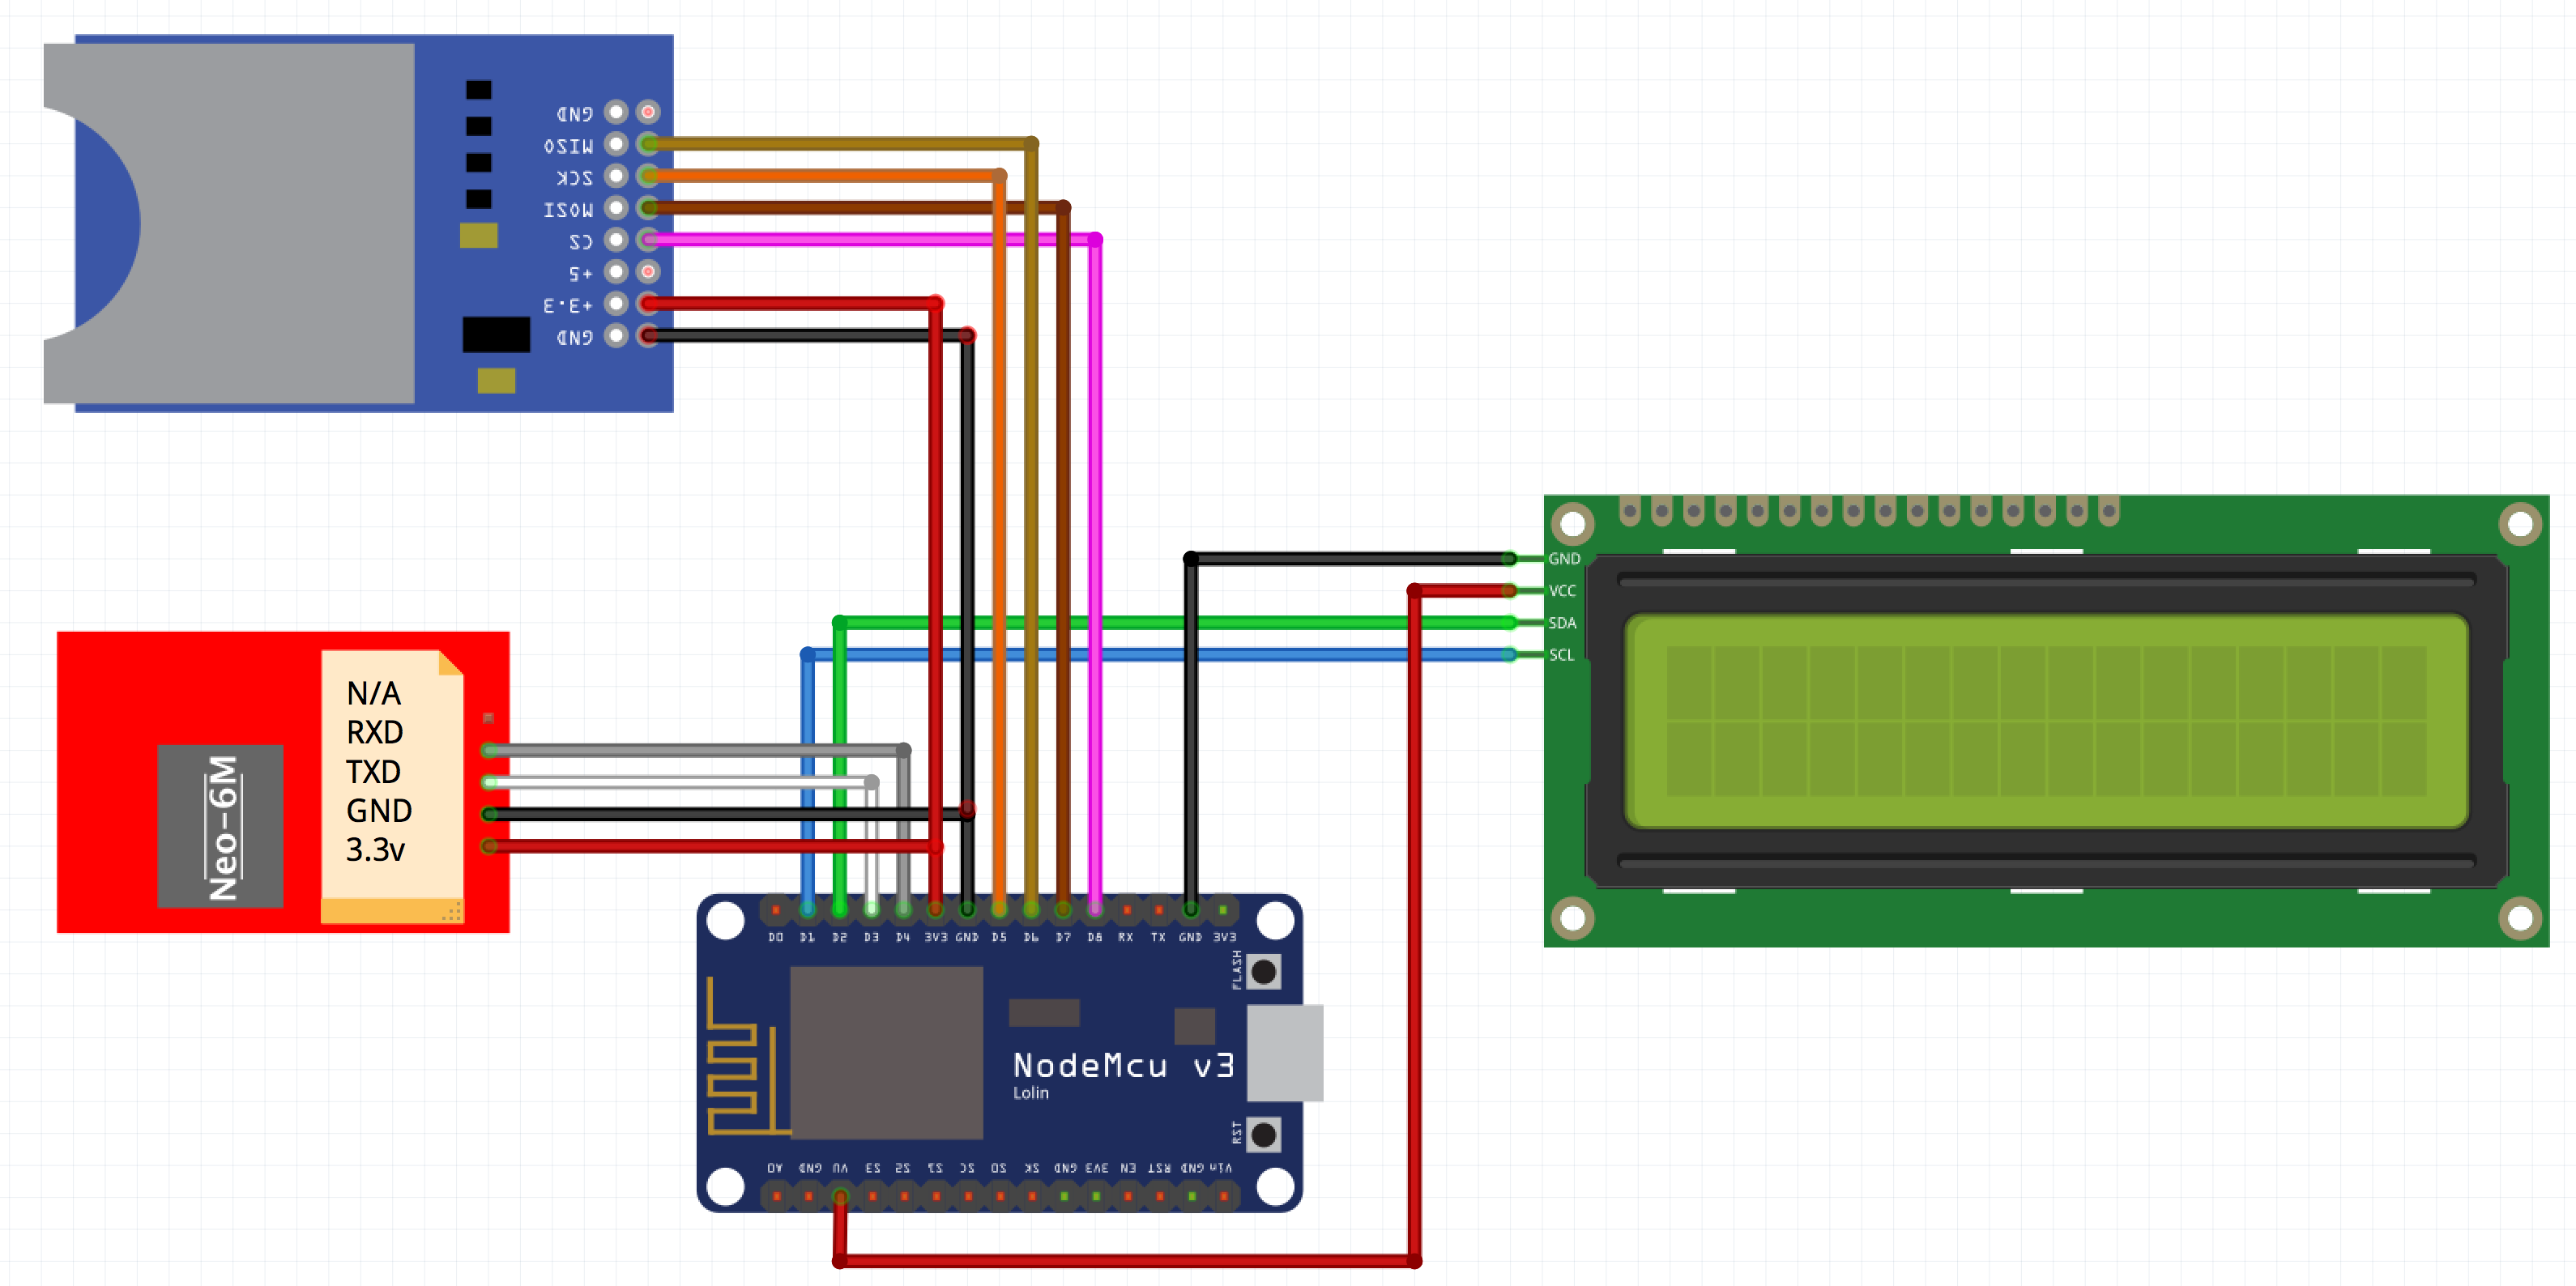 GND
MISO
SCK
MOSI
CS
+5
+3.3
GND
GND
VCC
SDA
SCL
N/A
RXD
TXD
GND
3.3v
Neo-6M
D0 D1 D2 D3 D4 3V3 GND D5 D6 D7 D8 RX TX GND 3V3
FLASH
NodeMcu v3
Lolin
RST
A0 GND VU S3 S2 S1 SC SO SK GND 3V3 EN RST GND Vin